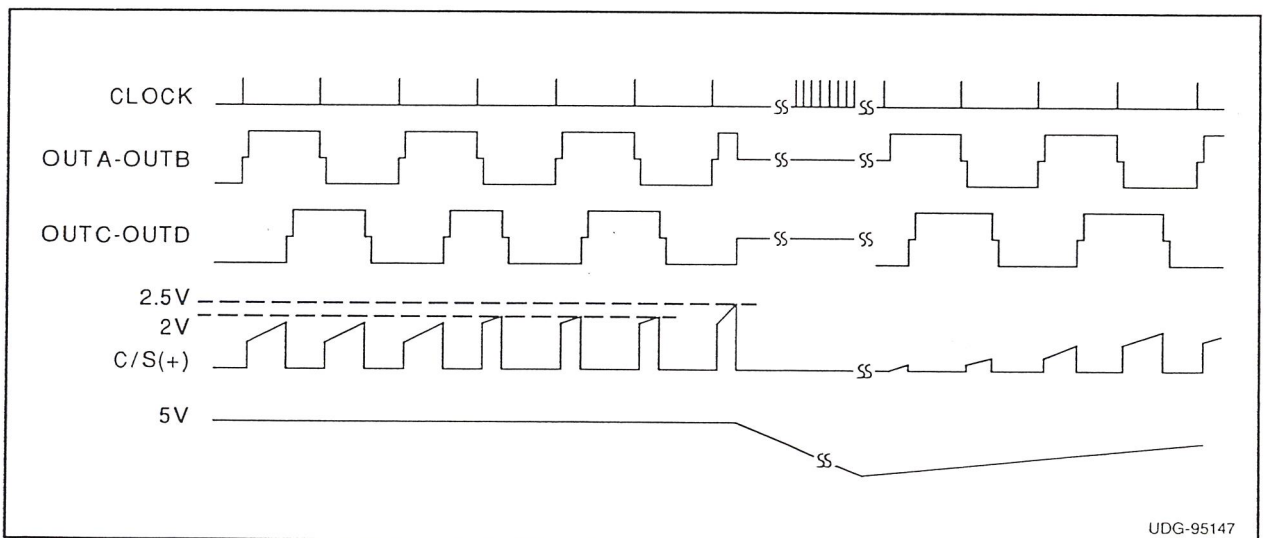 CLOCK
OUTA-OUTB
OUTC-OUTD
2.5V
2V
C/S(+)
5V
UDG-95147